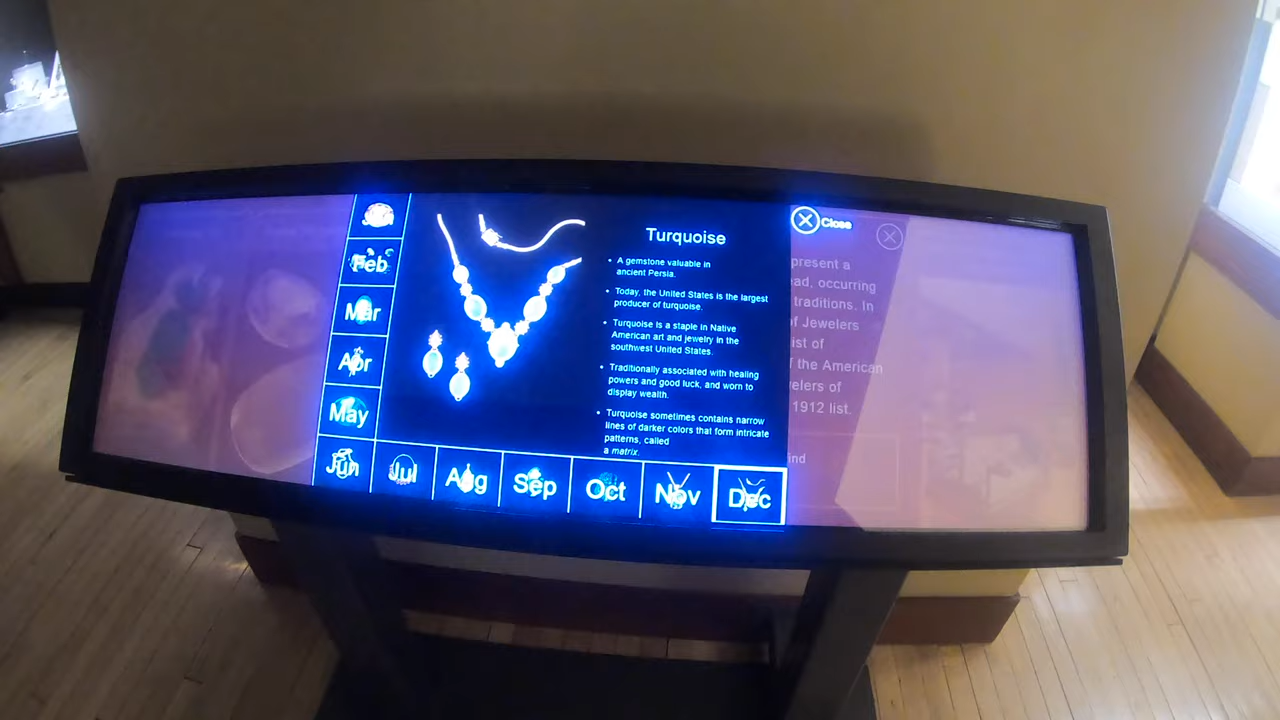 Feb
Mar
Apr
May
Jun
Jul
Aug
Sep
Oct
Nov
Dec
Turquoise
• A gemstone valuable in
ancient Persia.
• Today, the United States is the largest
producer of turquoise.
• Turquoise is a staple in Native
American art and jewelry in the
southwest United States.
• Traditionally associated with healing
powers and good luck, and worn to
display wealth.
• Turquoise sometimes contains narrow
lines of darker colors that form intricate
patterns, called
a matrix.
Close
present a
ead, occurring
traditions. In
of Jewelers
ist of
f the American
velers of
1912 list.
ind